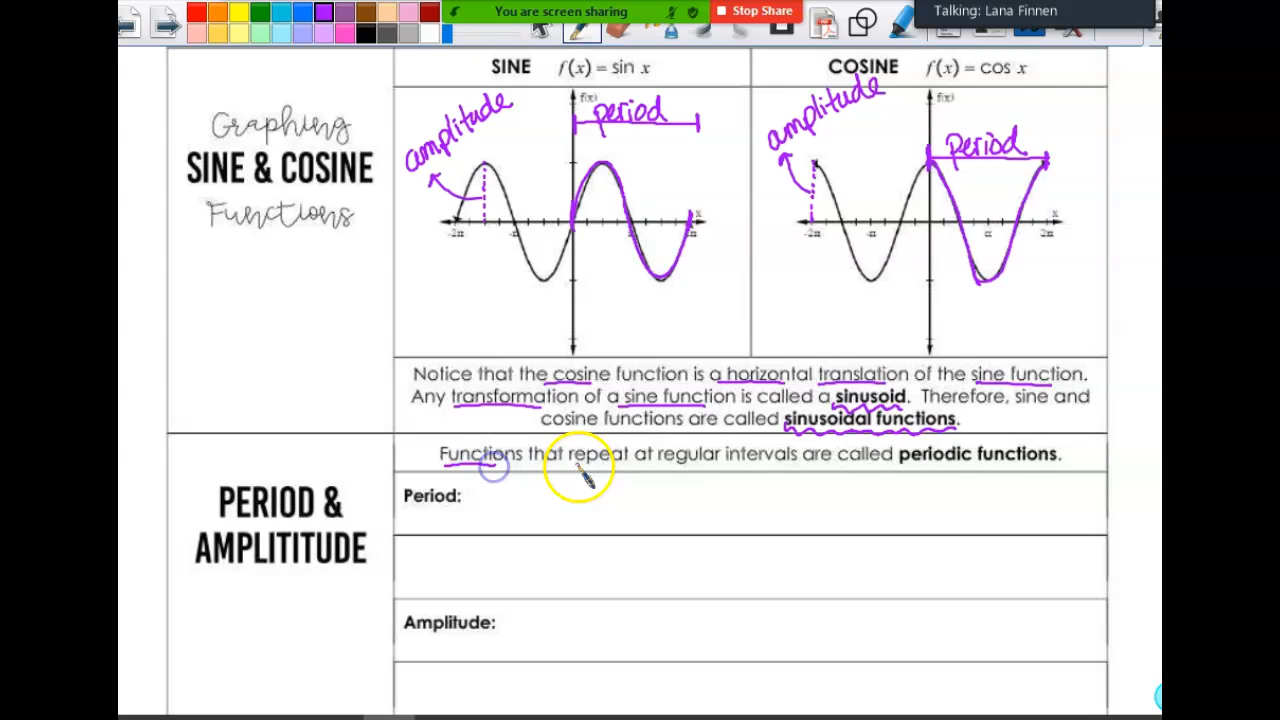 You are screen sharing
Stop Share
Talking: Lana Finnen
SINE f(x) = sin x
COSINE f(x) = cos x
Graphing
SINE & COSINE
Functions
amplitude
period
f(x)
x
-2π
-π
π
amplitude
period
f(x)
x
-2π
-π
π
2π
Notice that the cosine function is a horizontal translation of the sine function.
Any transformation of a sine function is called a sinusoid. Therefore, sine and
cosine functions are called sinusoidal functions.
Functions that repeat at regular intervals are called periodic functions.
PERIOD &
AMPLITITUDE
Period:
Amplitude: